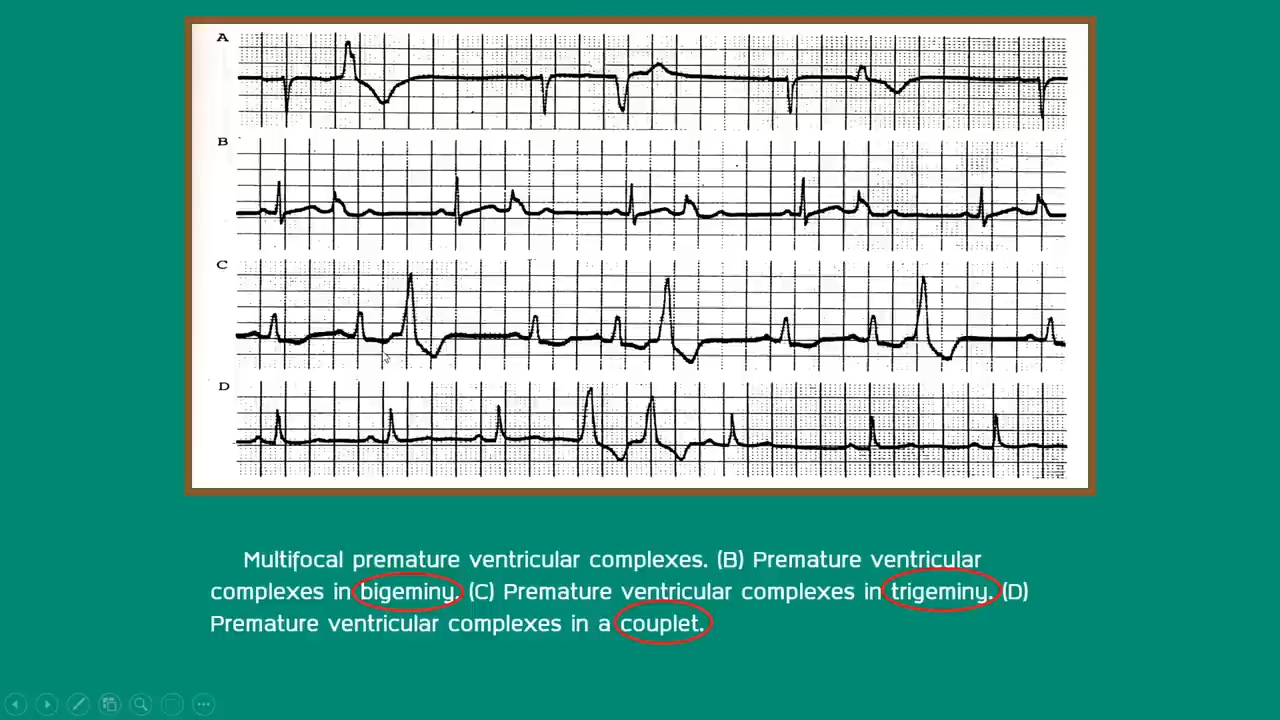 A
B
C
D
Multifocal premature ventricular complexes. (B) Premature ventricular
complexes in bigeminy. (C) Premature ventricular complexes in trigeminy. (D)
Premature ventricular complexes in a couplet.